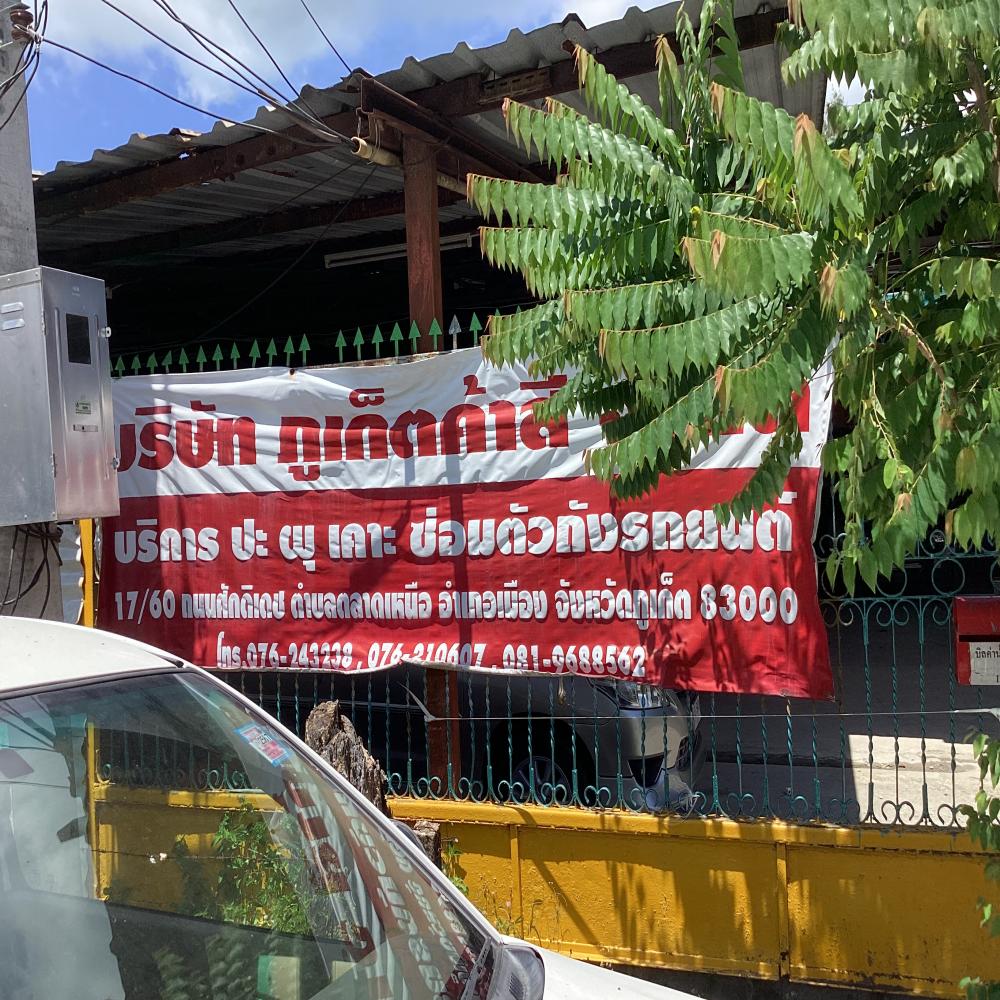 บริษัท ภูเก็ตค้าสี
บริการ ปะ ผุ เคาะ ซ่อมตัวถังรถยนต์
17/60 ถนนศักดิเดช ตำบลตลาดเหนือ อำเภอเมือง จังหวัดภูเก็ต 83000
โทร.076-243238 , 076-210607 , 081-9688562